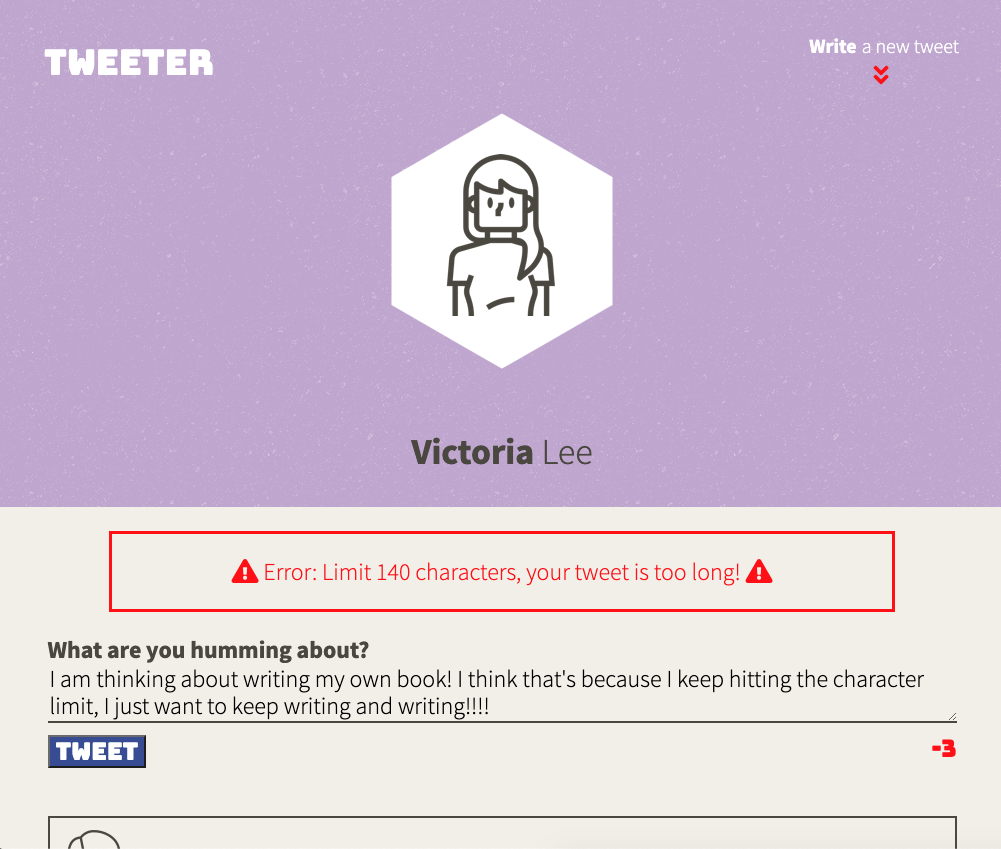 TWEETER
Write a new tweet
Victoria Lee
Error: Limit 140 characters, your tweet is too long!
What are you humming about?
I am thinking about writing my own book! I think that's because I keep hitting the character
limit, I just want to keep writing and writing!!!!
TWEET
-3